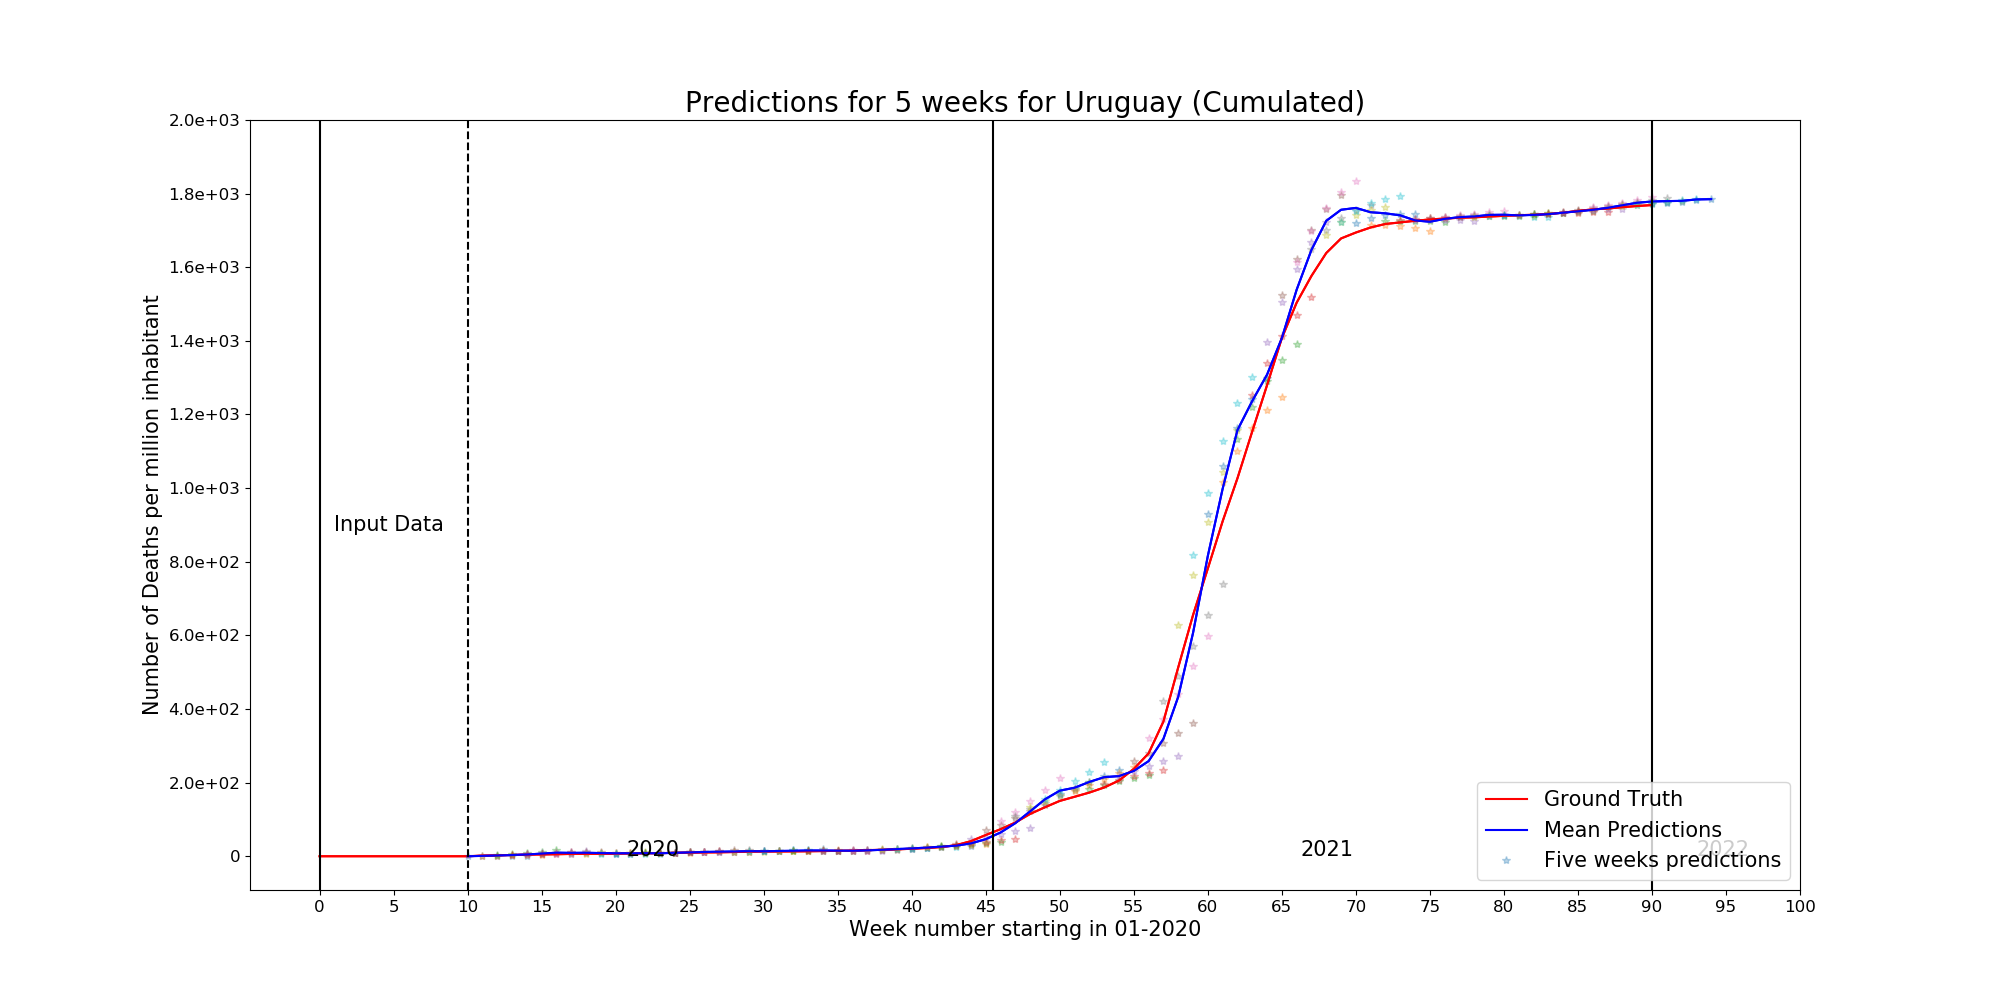 Predictions for 5 weeks for Uruguay (Cumulated)
2.0e+03
1.8e+03
1.6e+03
1.4e+03
1.2e+03
1.0e+03
8.0e+02
6.0e+02
4.0e+02
2.0e+02
0
Number of Deaths per million inhabitant
Input Data
2020
2021
2022
Ground Truth
Mean Predictions
Five weeks predictions
0 5 10 15 20 25 30 35 40 45 50 55 60 65 70 75 80 85 90 95 100
Week number starting in 01-2020